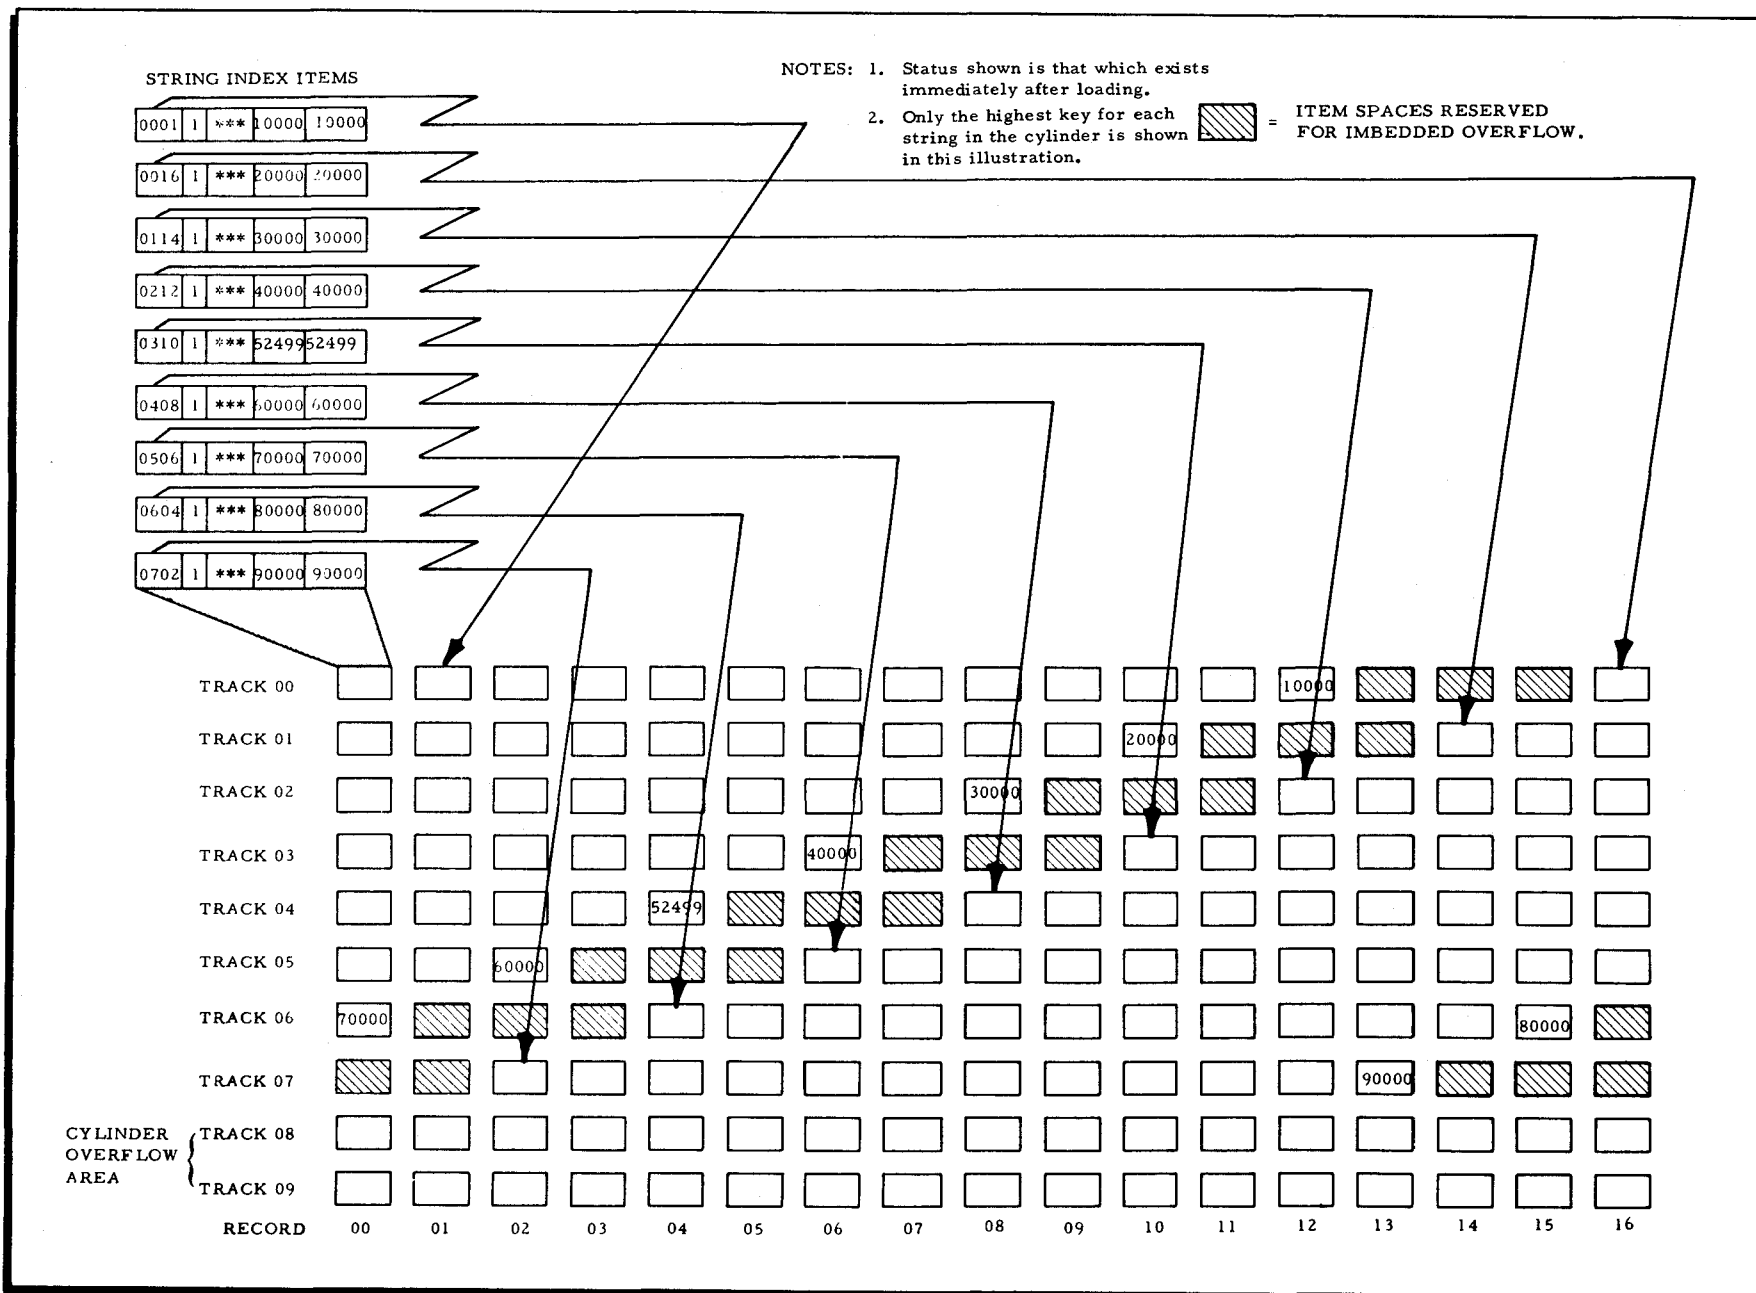 STRING INDEX ITEMS
NOTES: 1. Status shown is that which exists
immediately after loading.
2. Only the highest key for each
string in the cylinder is shown
in this illustration.
= ITEM SPACES RESERVED
FOR IMBEDDED OVERFLOW.
0001 1 *** 10000 10000
0016 1 *** 20000 20000
0114 1 *** 30000 30000
0212 1 *** 40000 40000
0310 1 *** 52499 52499
0408 1 *** 60000 60000
0506 1 *** 70000 70000
0604 1 *** 80000 80000
0702 1 *** 90000 90000
TRACK 00 10000
TRACK 01 20000
TRACK 02 30000
TRACK 03 40000
TRACK 04 52499
TRACK 05 60000
TRACK 06 70000 80000
TRACK 07 90000
CYLINDER
OVERFLOW
AREA
TRACK 08
TRACK 09
RECORD 00 01 02 03 04 05 06 07 08 09 10 11 12 13 14 15 16